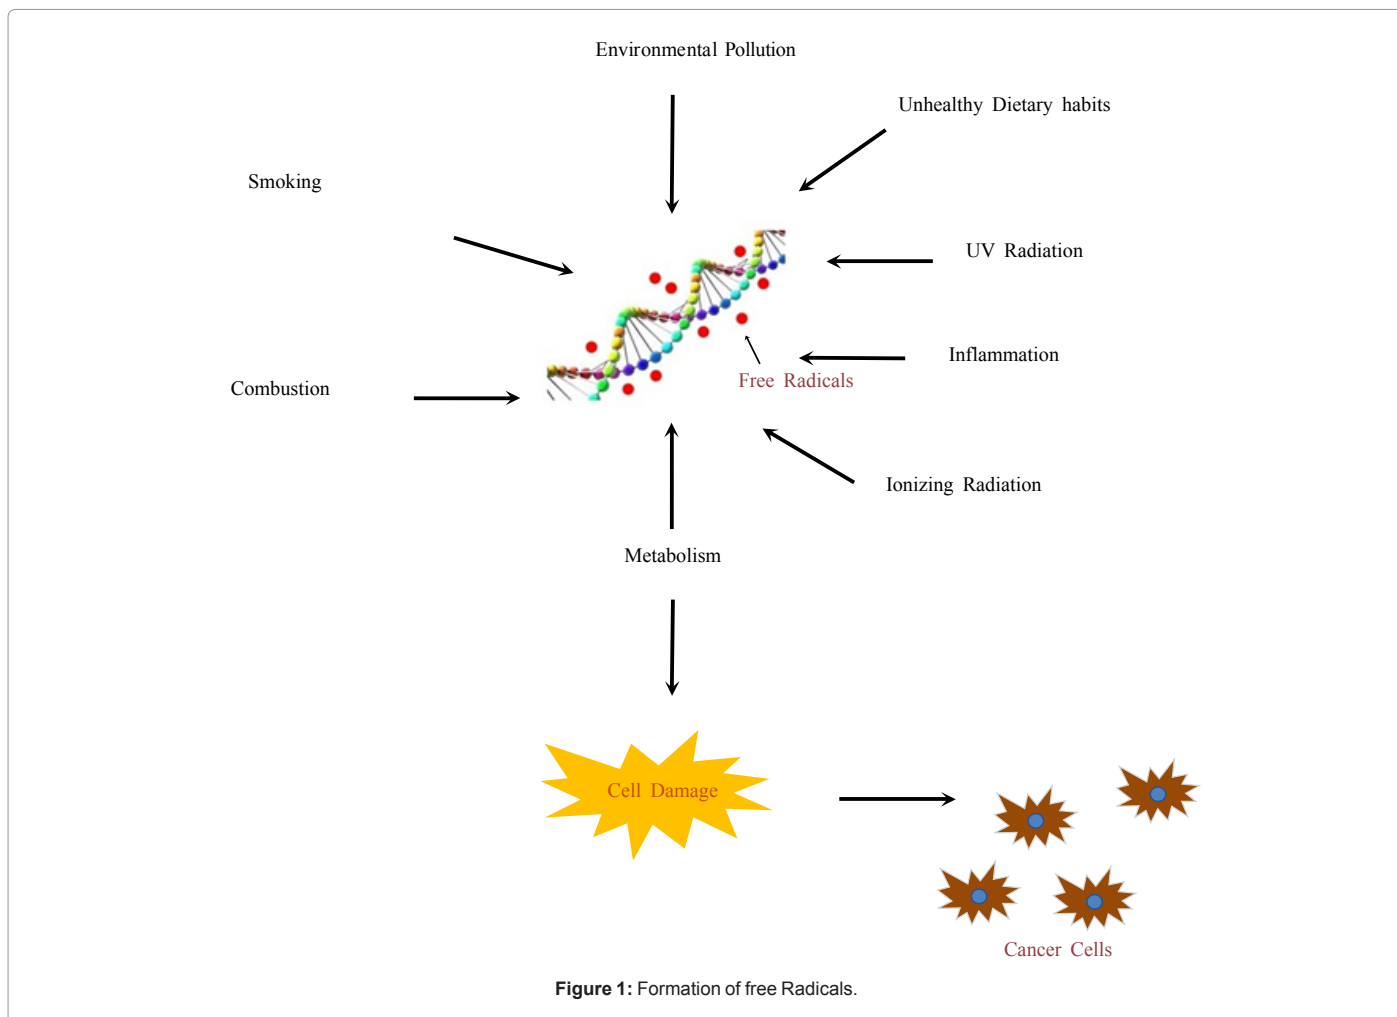 Environmental Pollution
Unhealthy Dietary habits
Smoking
UV Radiation
Inflammation
Free Radicals
Combustion
Ionizing Radiation
Metabolism
Cell Damage
Cancer Cells
Figure 1: Formation of free Radicals.